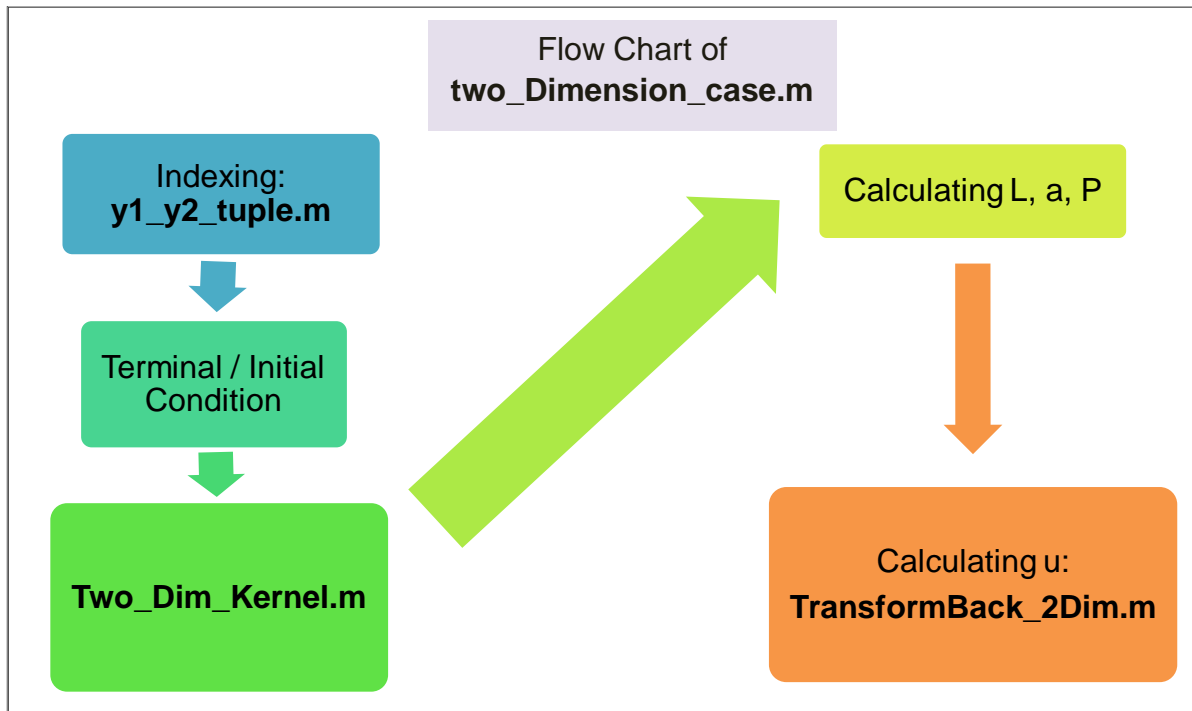 Flow Chart of
two_Dimension_case.m
Indexing:
y1_y2_tuple.m
Terminal / Initial
Condition
Two_Dim_Kernel.m
Calculating L, a, P
Calculating u:
TransformBack_2Dim.m